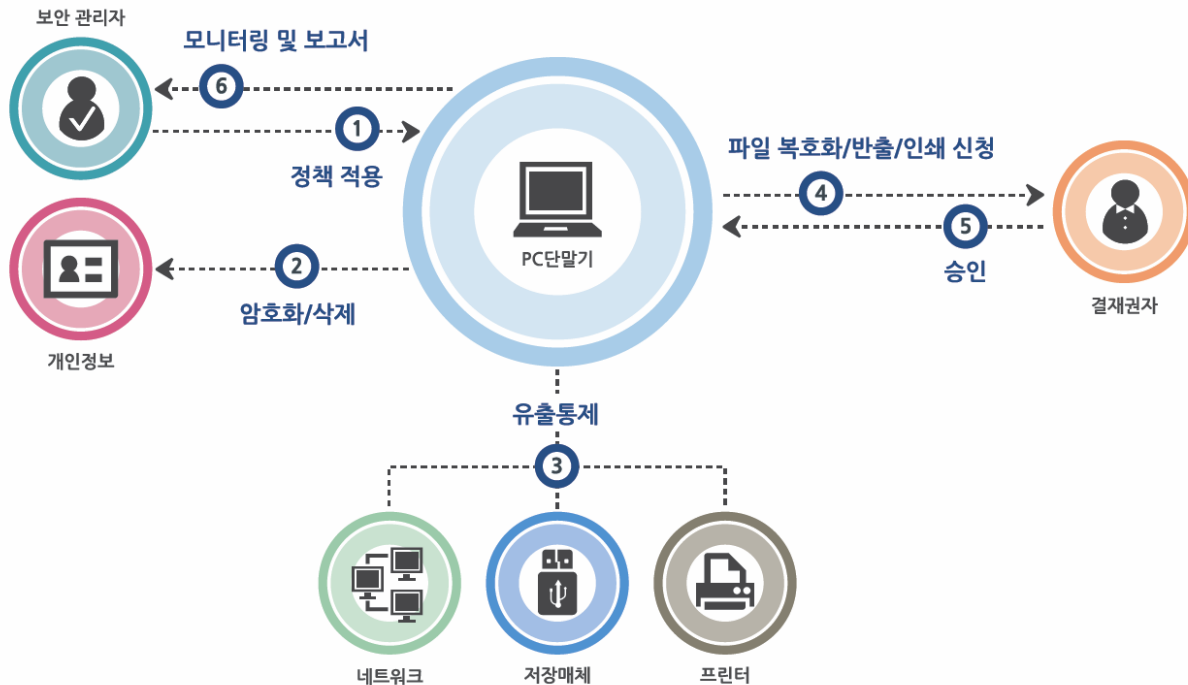 보안 관리자
모니터링 및 보고서
6
1
정책 적용
파일 복호화/반출/인쇄 신청
4
5
승인
PC단말기
결재권자
2
암호화/삭제
개인정보
유출통제
3
네트워크
저장매체
프린터